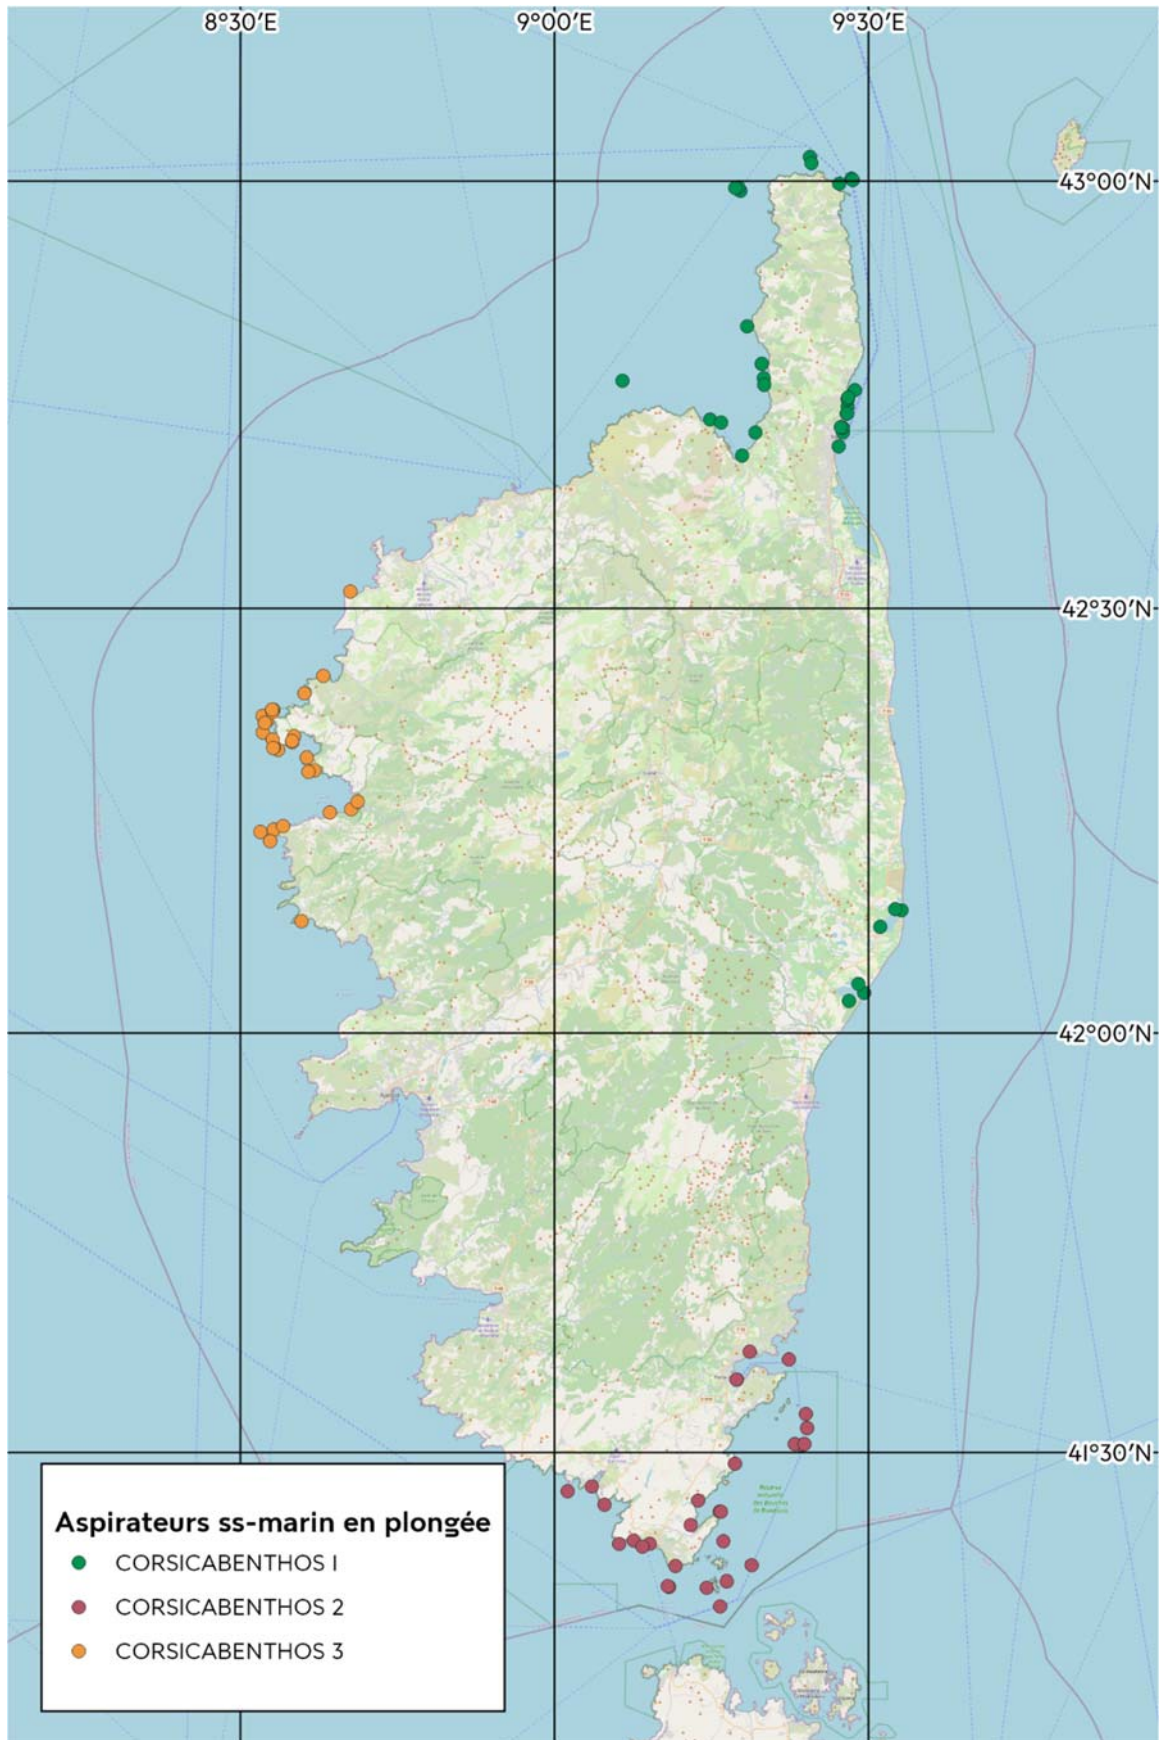 8°30'E 9°00'E 9°30'E
43°00'N
42°30'N
42°00'N
41°30'N
Aspirateurs ss-marin en plongée
CORSICABENTHOS 1
CORSICABENTHOS 2
CORSICABENTHOS 3